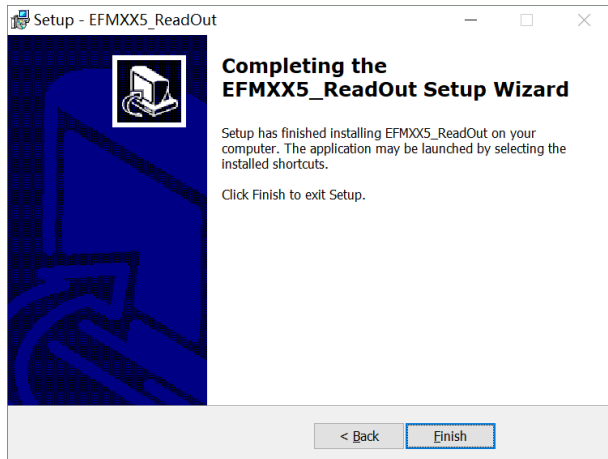 Setup - EFMXX5_ReadOut
Completing the
EFMXX5_ReadOut Setup Wizard
Setup has finished installing EFMXX5_ReadOut on your
computer. The application may be launched by selecting the
installed shortcuts.
Click Finish to exit Setup.
< Back
Finish